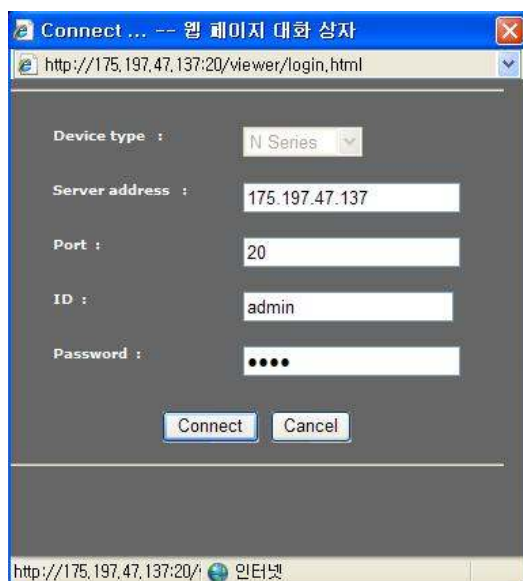 Connect ... -- 웹 페이지 대화 상자
http://175,197,47,137:20/viewer/login,html
Device type :
N Series
Server address :
175.197.47.137
Port :
20
ID :
admin
Password :
●●●●
Connect
Cancel
http://175,197,47,137:20/
인터넷